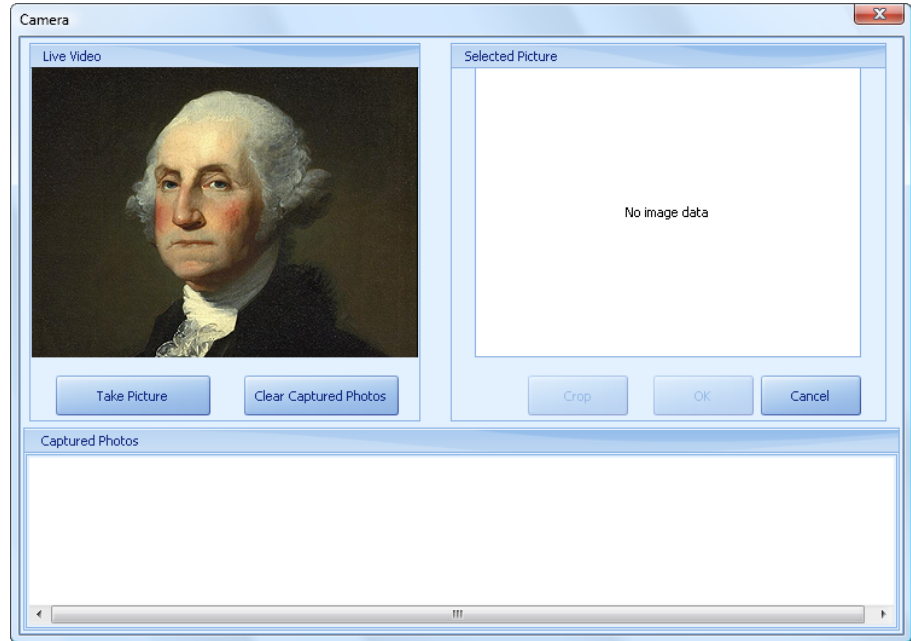 Camera
Live Video
Selected Picture
No image data
Take Picture
Clear Captured Photos
Crop
OK
Cancel
Captured Photos